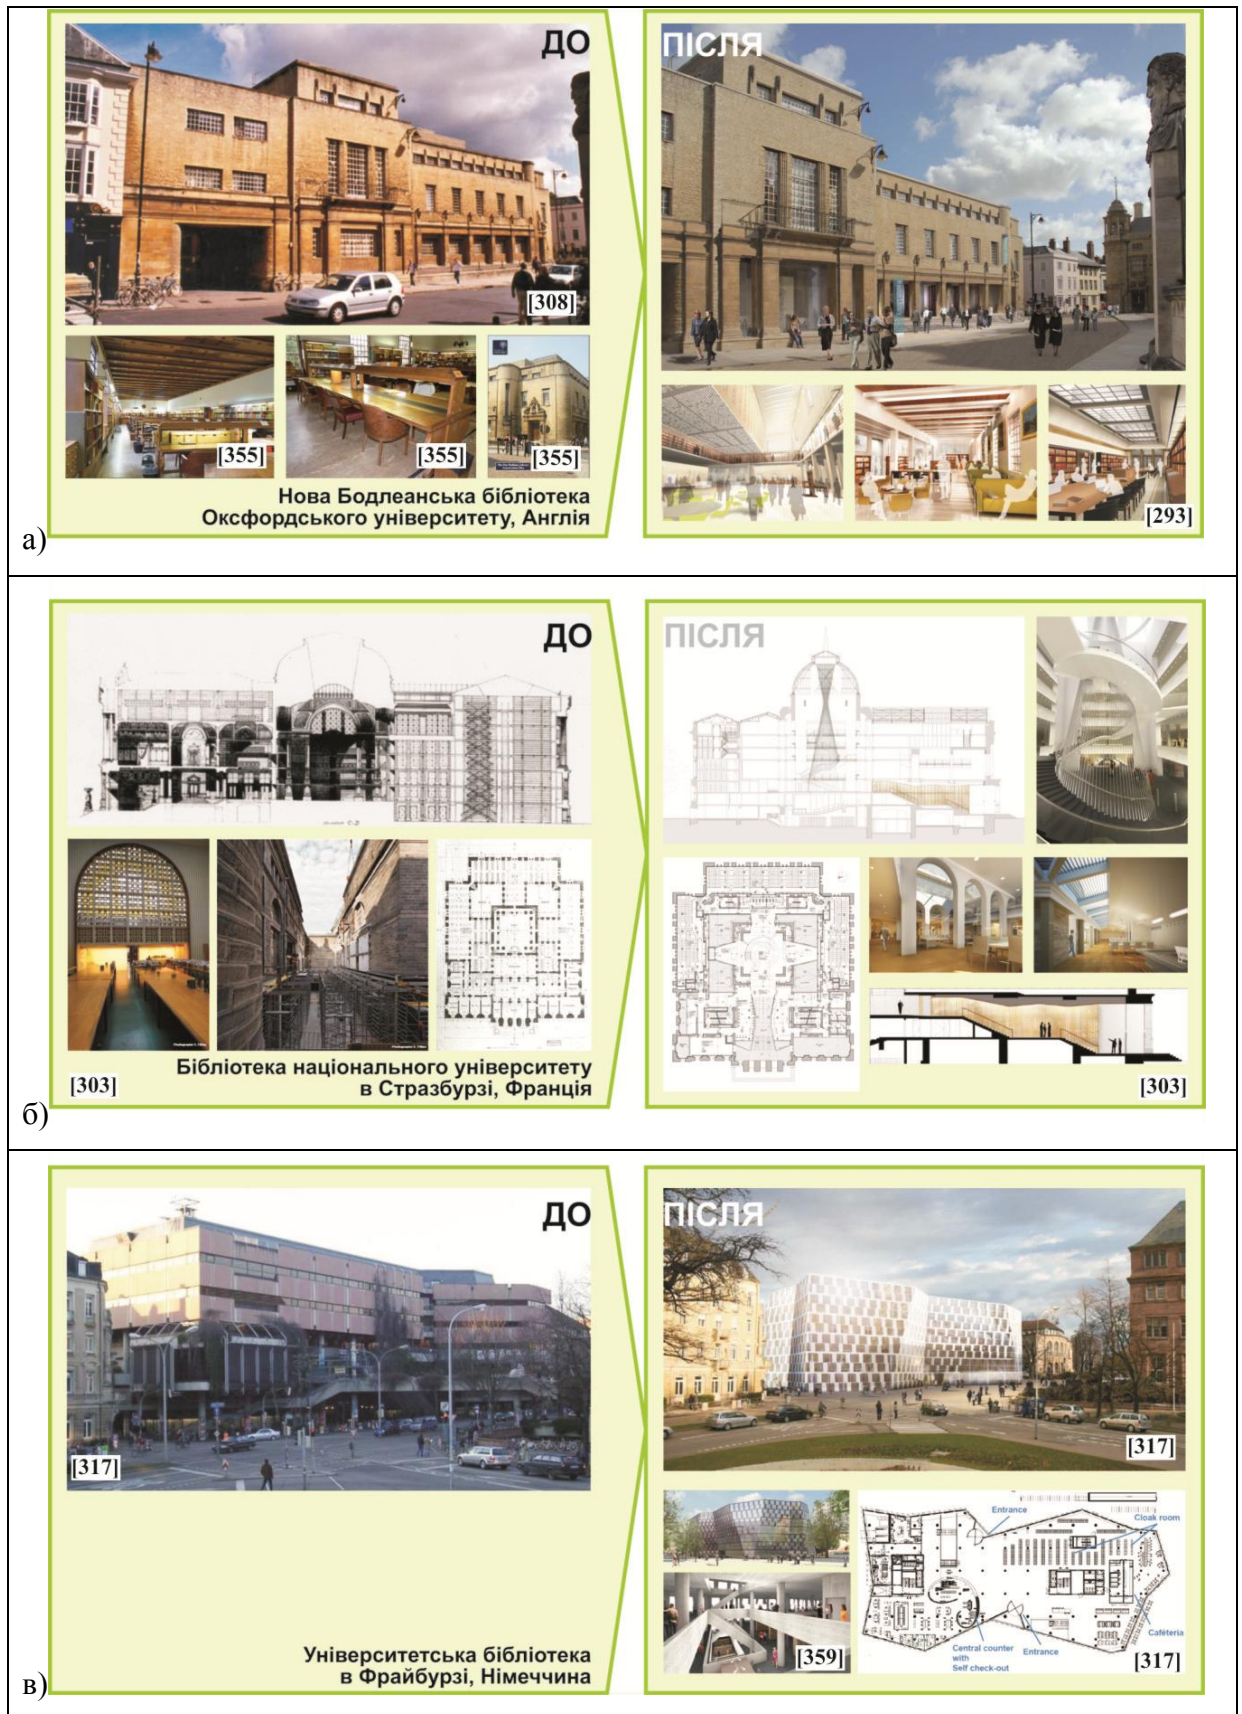 ДО
ПІСЛЯ
[308]
[355]
[355]
[355]
Нова Бодлеанська бібліотека
Оксфордського університету, Англія
[293]
а)
ДО
ПІСЛЯ
[303]
Бібліотека національного університету
в Стразбурзі, Франція
[303]
б)
ДО
ПІСЛЯ
[317]
[317]
Entrance
Cloak room
Caféteria
Central counter
with
Self check-out
Entrance
[359]
[317]
Університетська бібліотека
в Фрайбурзі, Німеччина
в)